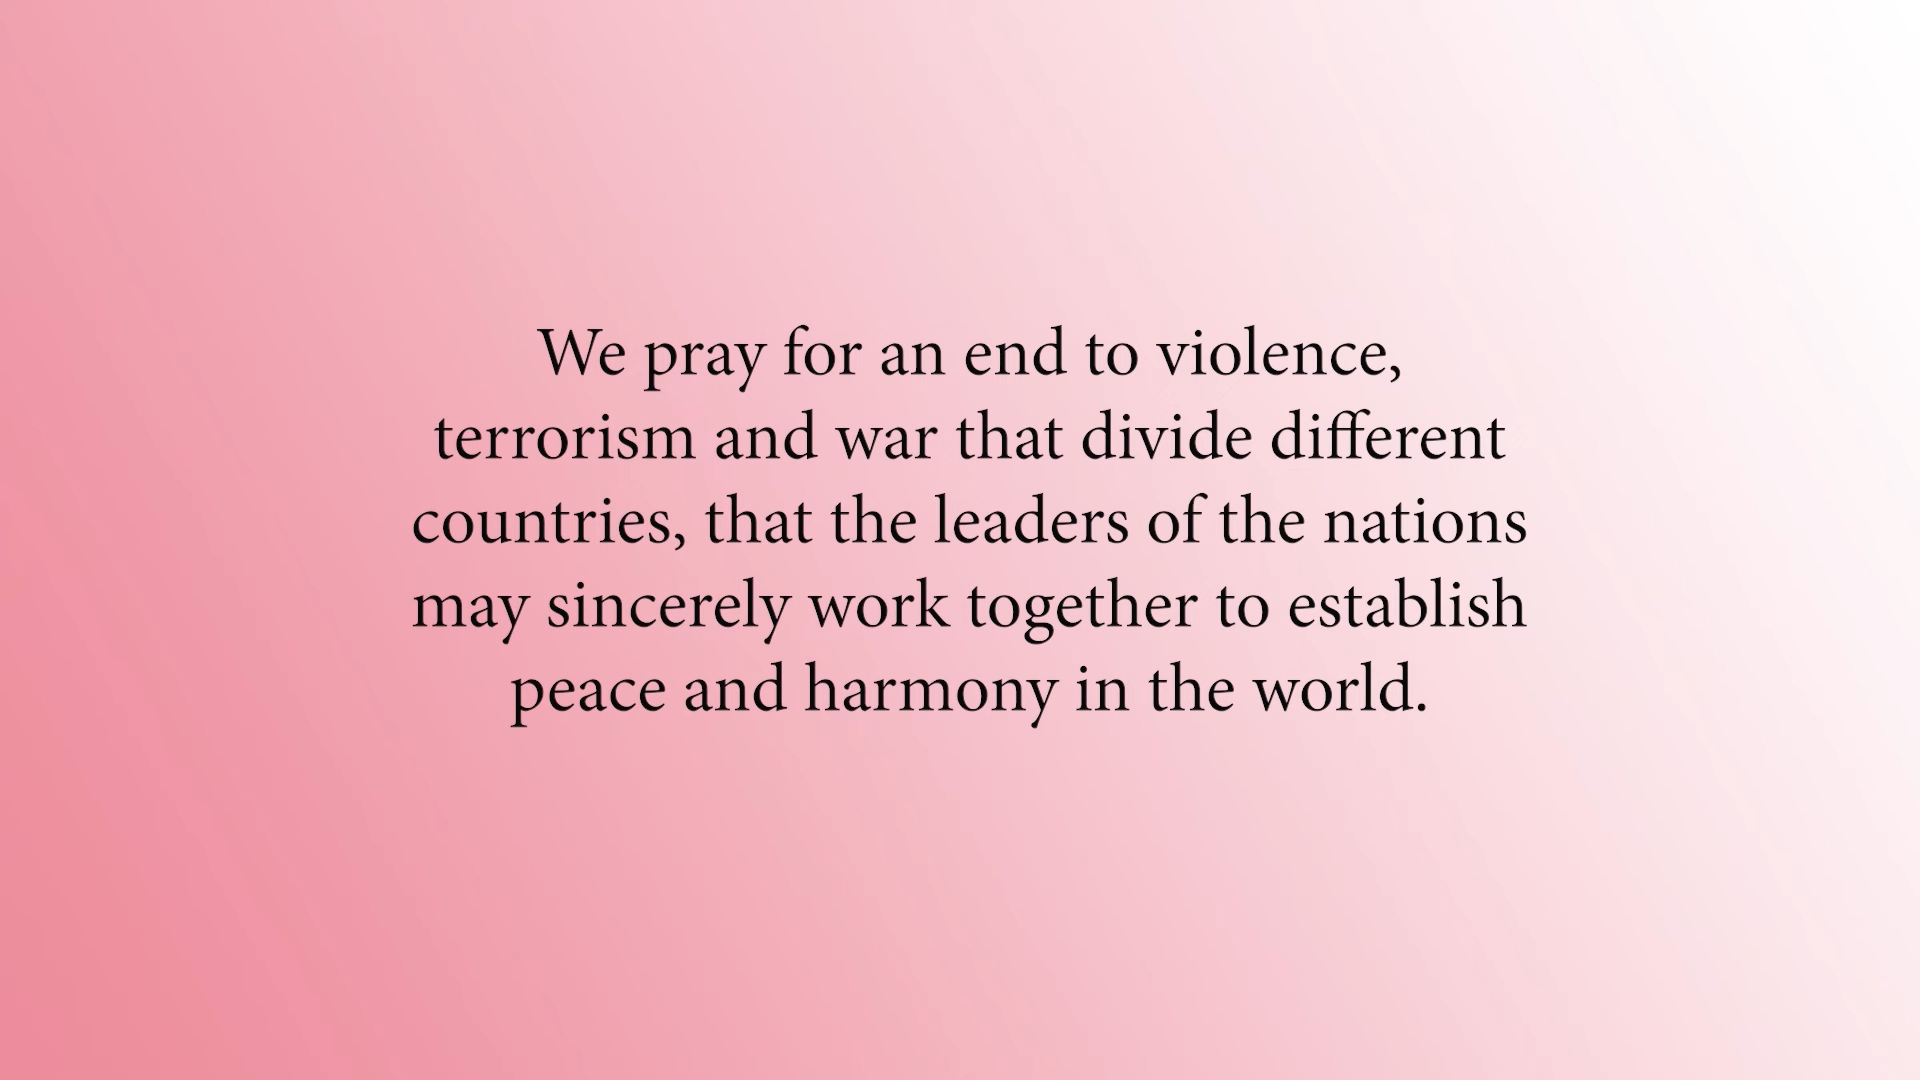 We pray for an end to violence,
terrorism and war that divide different
countries, that the leaders of the nations
may sincerely work together to establish
peace and harmony in the world.